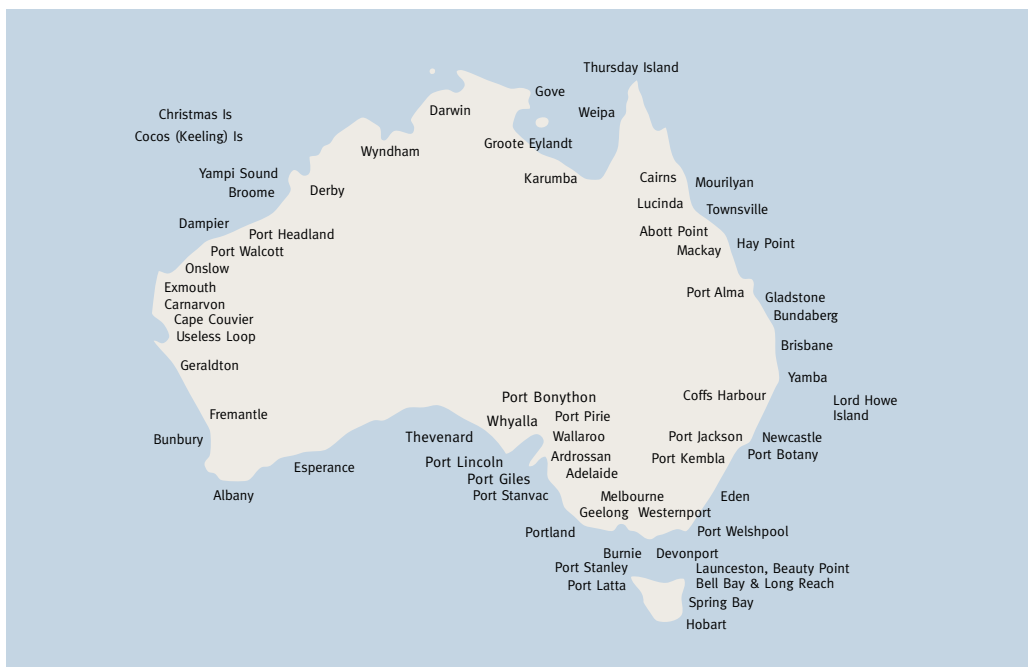 Thursday Island
Gove
Darwin
Weipa
Christmas Is
Cocos (Keeling) Is
Groote Eylandt
Wyndham
Yampi Sound
Karumba
Cairns
Mourilyan
Broome
Derby
Lucinda
Townsville
Dampier
Port Headland
Abott Point
Hay Point
Port Walcott
Mackay
Onslow
Exmouth
Port Alma
Gladstone
Carnarvon
Bundaberg
Cape Couvier
Useless Loop
Brisbane
Geraldton
Yamba
Port Bonython
Coffs Harbour
Lord Howe
Island
Fremantle
Whyalla
Port Pirie
Bunbury
Thevenard
Wallaroo
Port Jackson
Newcastle
Port Botany
Esperance
Port Lincoln
Ardrossan
Port Kembla
Port Giles
Adelaide
Albany
Port Stanvac
Melbourne
Eden
Geelong
Westernport
Portland
Port Welshpool
Burnie
Devonport
Port Stanley
Launceston, Beauty Point
Port Latta
Bell Bay & Long Reach
Spring Bay
Hobart